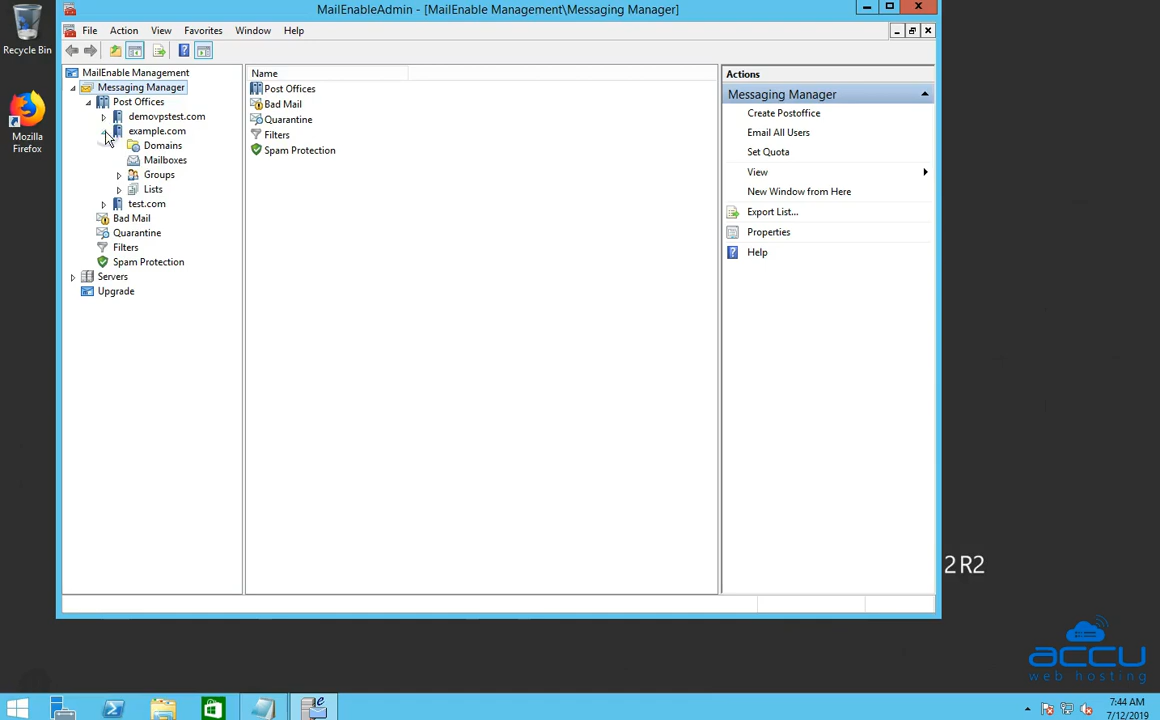 MailEnableAdmin - [MailEnable Management\Messaging Manager]
File Action View Favorites Window Help
Recycle Bin
Mozilla
Firefox
MailEnable Management
Messaging Manager
Post Offices
demovpstest.com
example.com
Domains
Mailboxes
Groups
Lists
test.com
Bad Mail
Quarantine
Filters
Spam Protection
Servers
Upgrade
Name
Post Offices
Bad Mail
Quarantine
Filters
Spam Protection
Actions
Messaging Manager
Create Postoffice
Email All Users
Set Quota
View
New Window from Here
Export List...
Properties
Help
2 R2
accu
web hosting
7:44 AM
7/12/2019